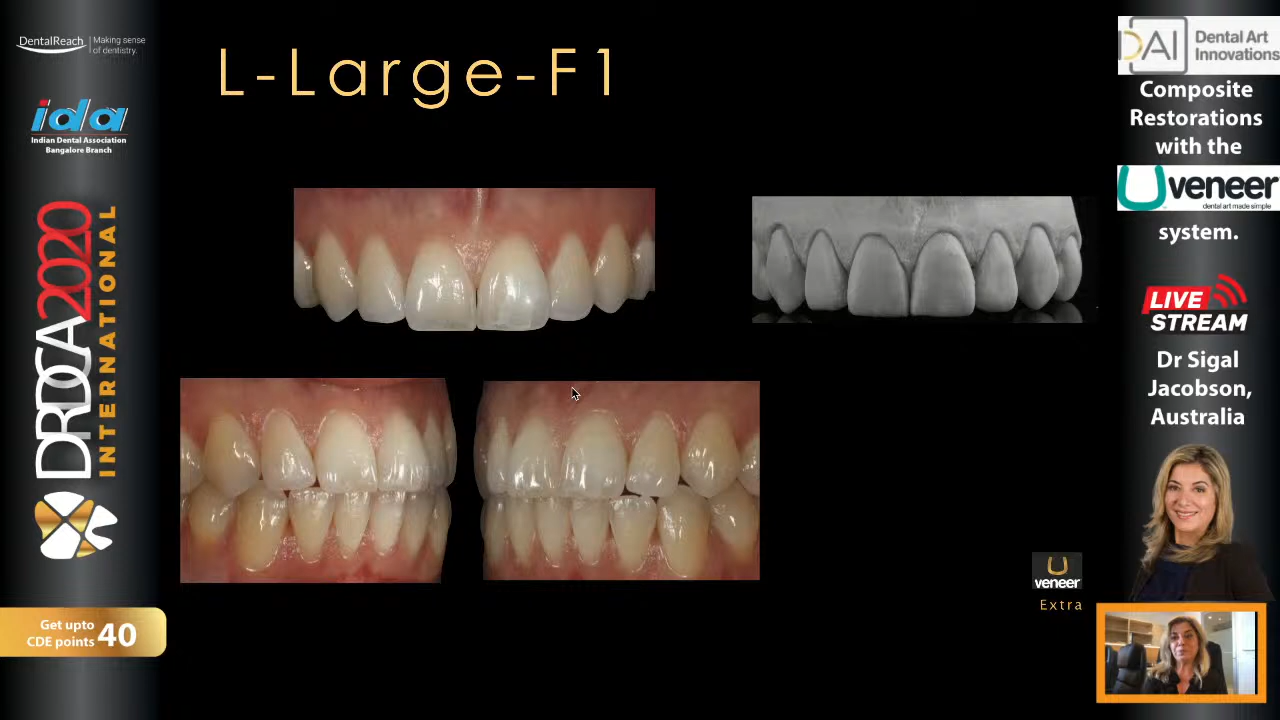 DentalReach
Making sense
of dentistry.
ida
Indian Dental Association
Bangalore Branch
DRDCA2020
INTERNATIONAL
Get upto
CDE points
40
L-Large-F1
Uveneer
Extra
DAI
Dental Art
Innovations
Composite
Restorations
with the
Uveneer
dental art made simple
system.
LIVE
STREAM
Dr Sigal
Jacobson,
Australia